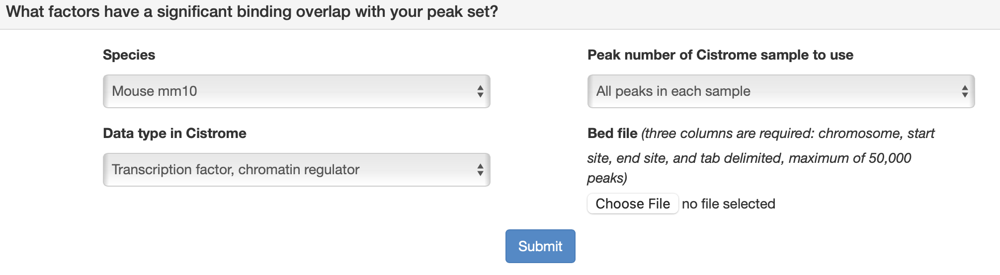 What factors have a significant binding overlap with your peak set?
Species
Mouse mm10
Data type in Cistrome
Transcription factor, chromatin regulator
Peak number of Cistrome sample to use
All peaks in each sample
Bed file (three columns are required: chromosome, start
site, end site, and tab delimited, maximum of 50,000
peaks)
Choose File no file selected
Submit